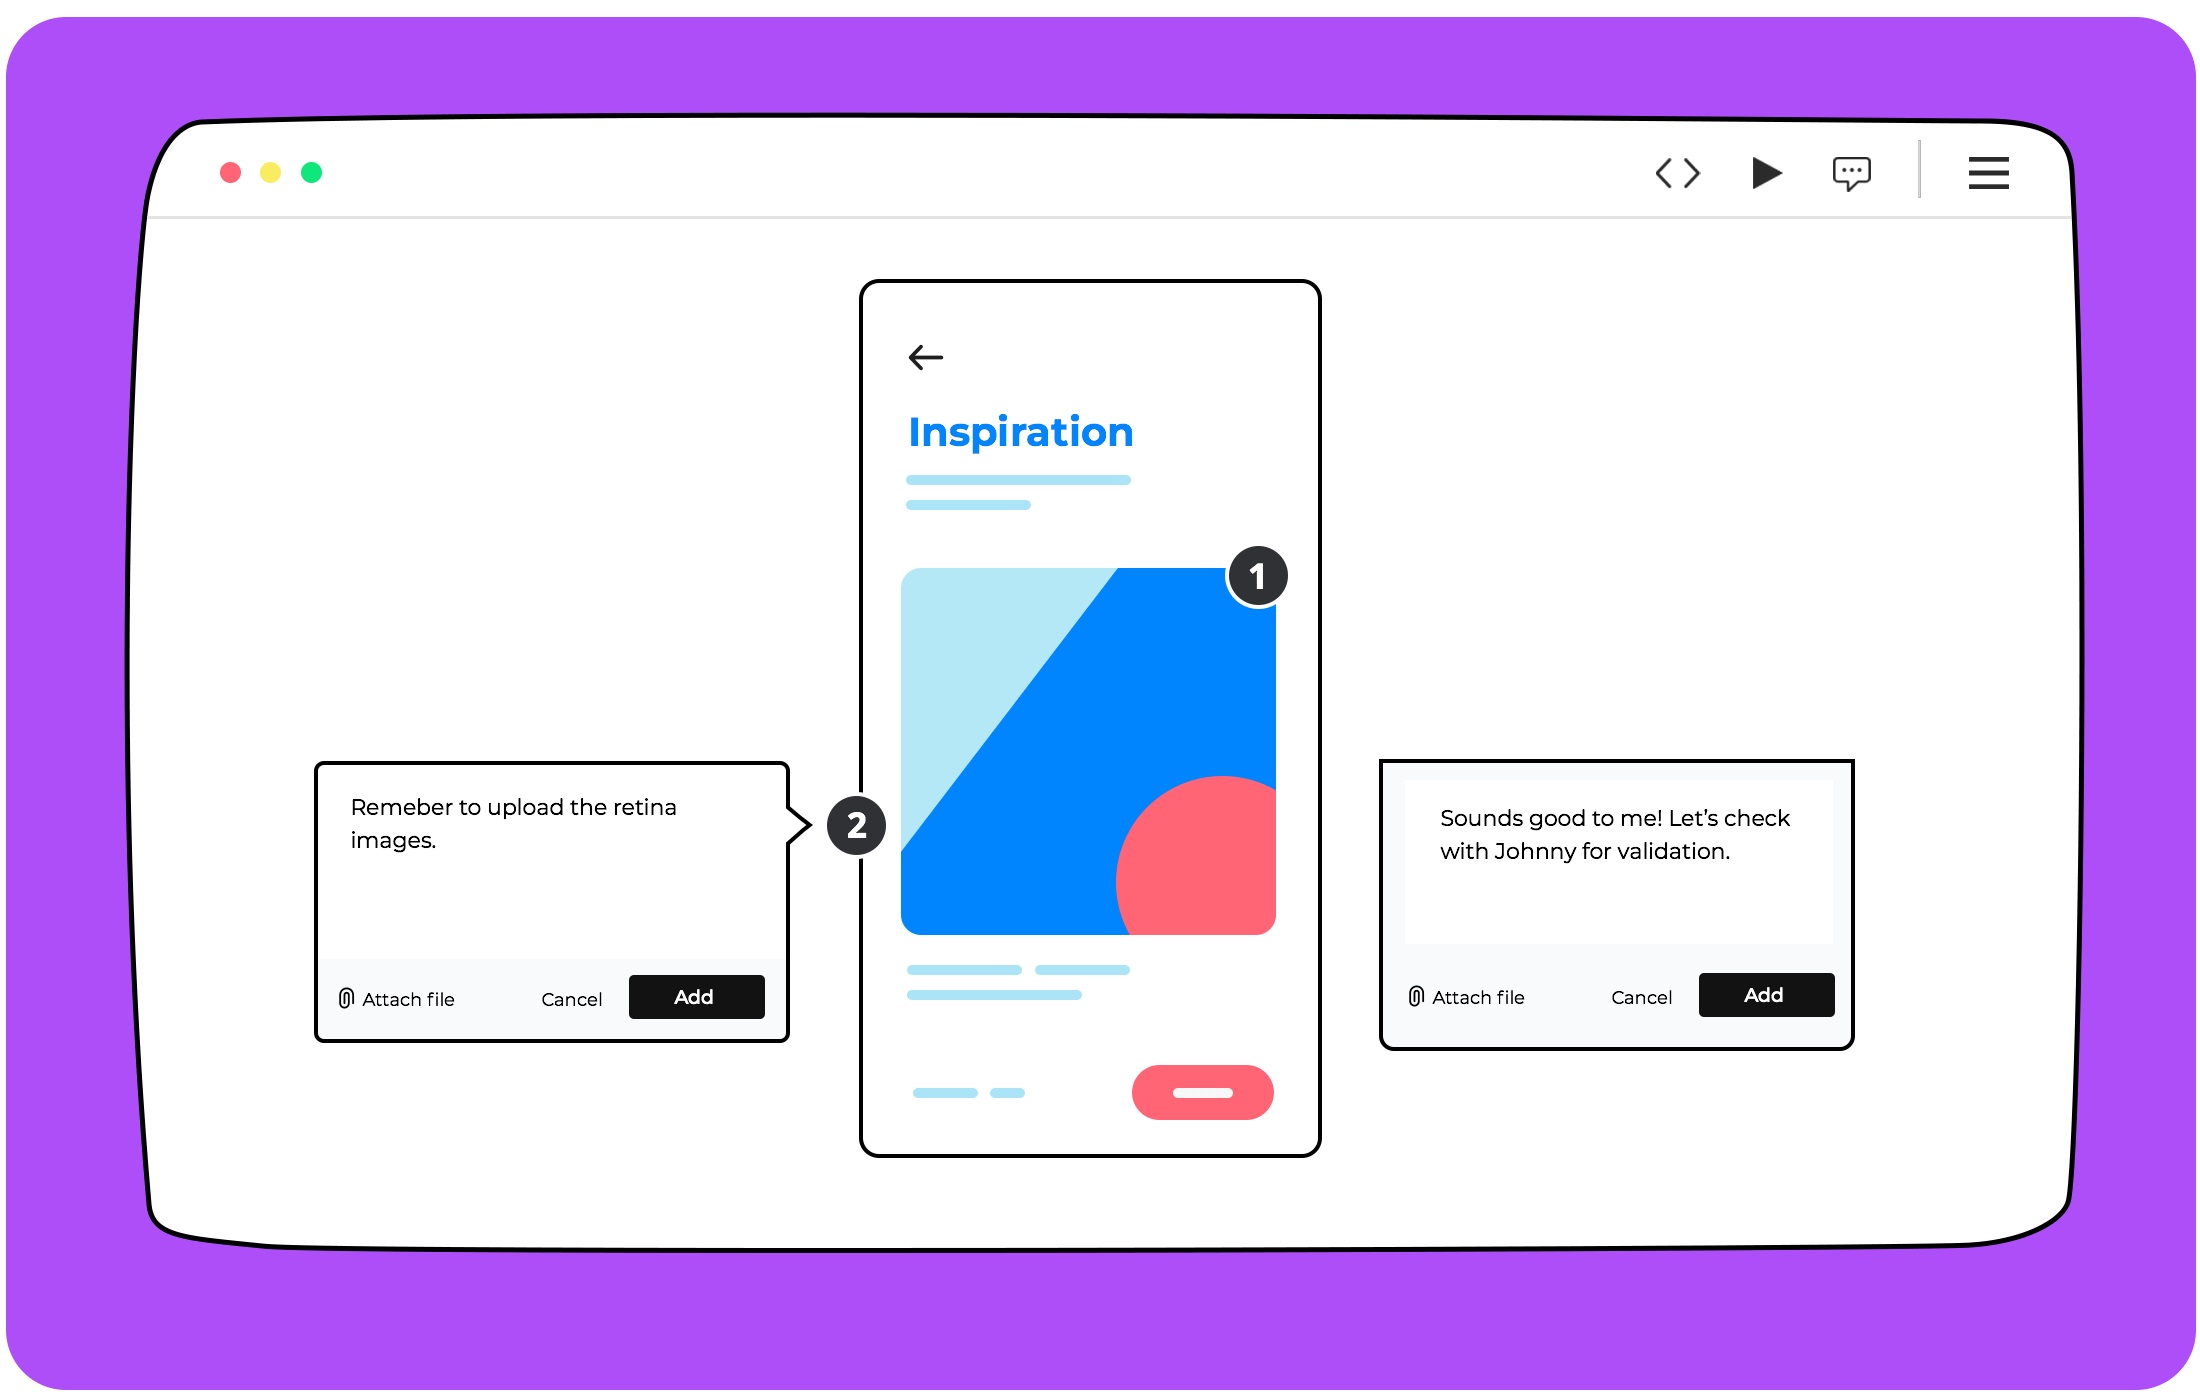 Inspiration
1
Remeber to upload the retina
images.
2
Attach file
Cancel
Add
Sounds good to me! Let's check
with Johnny for validation.
Attach file
Cancel
Add